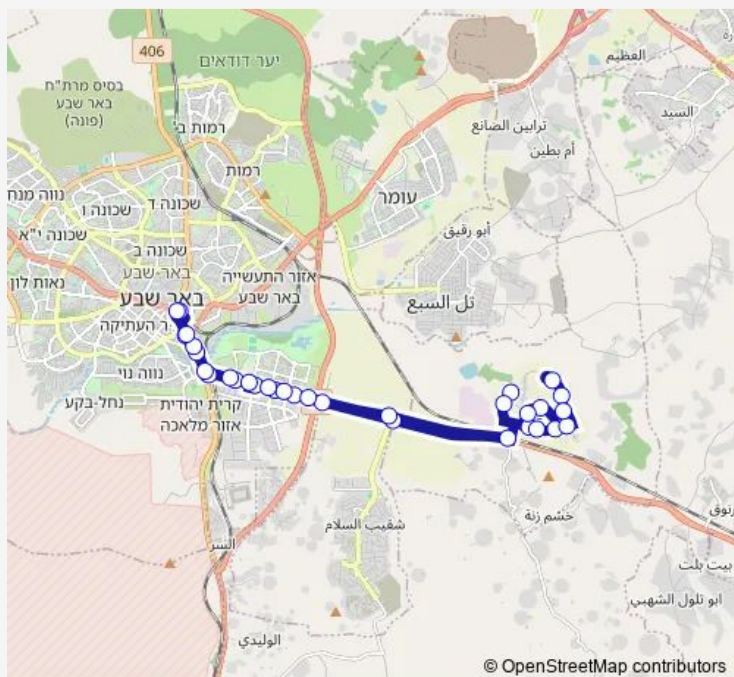 406
יער דודאים
בסיס מרת"ח
באר שבע
(פונה)
רמות ב'
רמות
العظيم
السيد
ترابين الصانع
أم بطين
עומר
أبو رقيق
תל السبع
נווה מנח
שכונה ו
שכונה ד
שכונה י"א
שכונה ב
נאות לון
באר שבע
באר שבע
אזור התעשייה
באר שבע
ר העתיקה
נווה נוי
נחל-בקע
קרית יהודית
אזור מלאכה
شقيب السلام
خشم زنة
السر
الوليدي
بيت بلت
ابو تلول الشهبي
© OpenStreetMap contributors